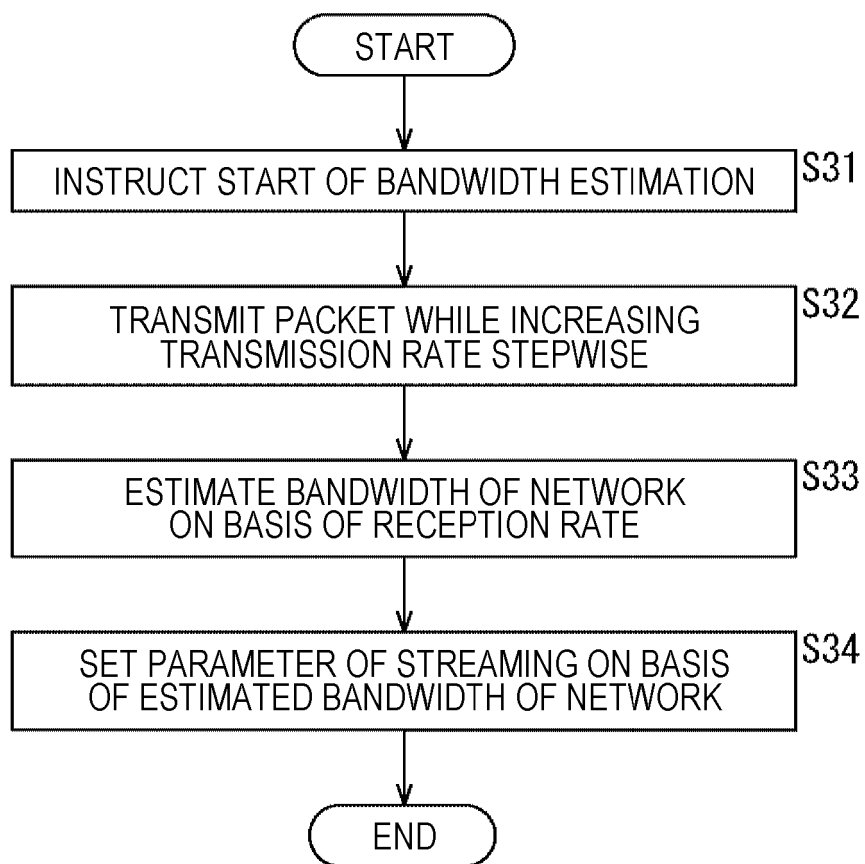 START
INSTRUCT START OF BANDWIDTH ESTIMATION
S31
TRANSMIT PACKET WHILE INCREASING
TRANSMISSION RATE STEPWISE
S32
ESTIMATE BANDWIDTH OF NETWORK
ON BASIS OF RECEPTION RATE
S33
SET PARAMETER OF STREAMING ON BASIS
OF ESTIMATED BANDWIDTH OF NETWORK
S34
END